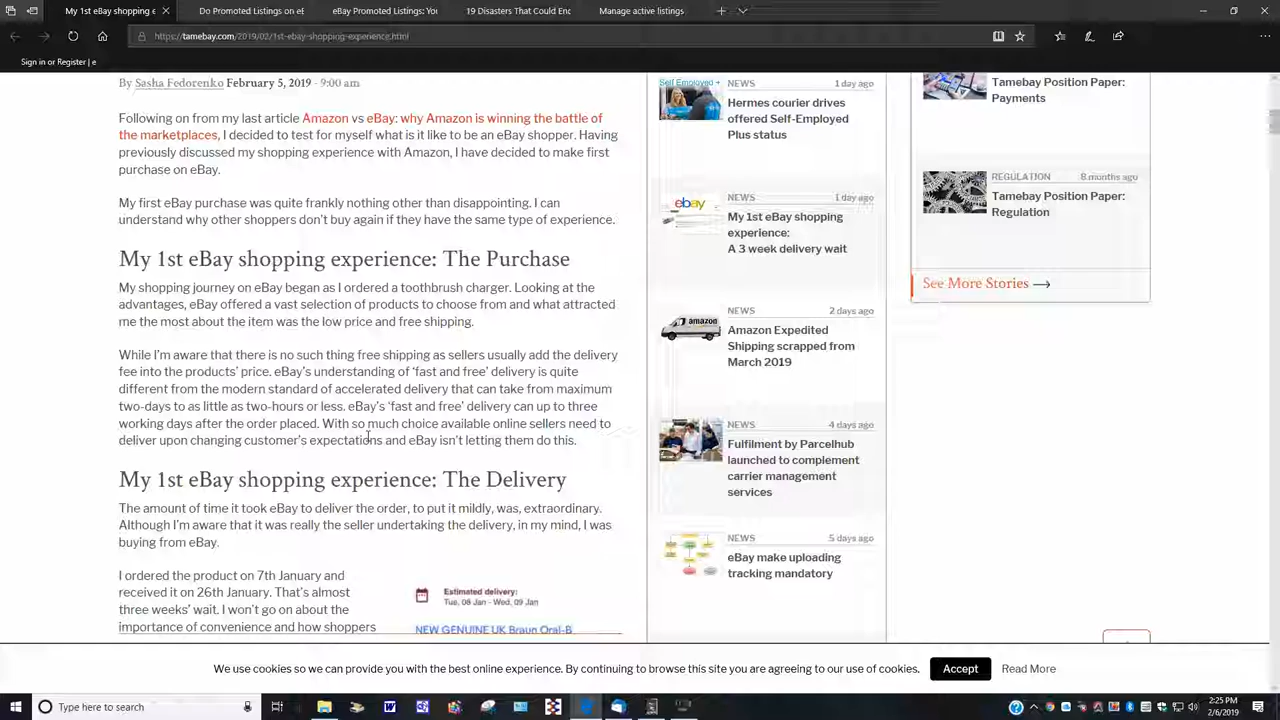 My 1st eBay shopping e
Do Promoted Listings on eB
eBay Promoted Listings: You
19 Disasters That Could End
Manage active listings
https://tamebay.com/2019/02/1st-ebay-shopping-experience.html
Sign in or Register | e
By Sasha Fedorenko February 5, 2019 - 9:00 am
Following on from my last article Amazon vs eBay: why Amazon is winning the battle of
the marketplaces, I decided to test for myself what is it like to be an eBay shopper. Having
previously discussed my shopping experience with Amazon, I have decided to make first
purchase on eBay.
My first eBay purchase was quite frankly nothing other than disappointing. I can
understand why other shoppers don't buy again if they have the same type of experience.
My 1st eBay shopping experience: The Purchase
My shopping journey on eBay began as I ordered a toothbrush charger. Looking at the
advantages, eBay offered a vast selection of products to choose from and what attracted
me the most about the item was the low price and free shipping.
While I'm aware that there is no such thing free shipping as sellers usually add the delivery
fee into the products' price. eBay's understanding of 'fast and free' delivery is quite
different from the modern standard of accelerated delivery that can take from maximum
two-days to as little as two-hours or less. eBay's 'fast and free' delivery can up to three
working days after the order placed. With so much choice available online sellers need to
deliver upon changing customer's expectations and eBay isn't letting them do this.
My 1st eBay shopping experience: The Delivery
The amount of time it took eBay to deliver the order, to put it mildly, was, extraordinary.
Although I'm aware that it was really the seller undertaking the delivery, in my mind, I was
buying from eBay.
I ordered the product on 7th January and
received it on 26th January. That's almost
three weeks' wait. I won't go on about the
importance of convenience and how shoppers
Estimated delivery:
Tue, 08 Jan - Wed, 09 Jan
NEW GENUINE UK Braun Oral-B
Self Employed +
NEWS 1 day ago
Hermes courier drives
offered Self-Employed
Plus status
ebay
NEWS 1 day ago
My 1st eBay shopping
experience:
A 3 week delivery wait
amazon
NEWS 2 days ago
Amazon Expedited
Shipping scrapped from
March 2019
NEWS 4 days ago
Fulfilment by Parcelhub
launched to complement
carrier management
services
NEWS 5 days ago
eBay make uploading
tracking mandatory
Tamebay Position Paper:
Payments
REGULATION 8 months ago
Tamebay Position Paper:
Regulation
See More Stories
We use cookies so we can provide you with the best online experience. By continuing to browse this site you are agreeing to our use of cookies. Accept Read More
Type here to search
2:25 PM
2/6/2019